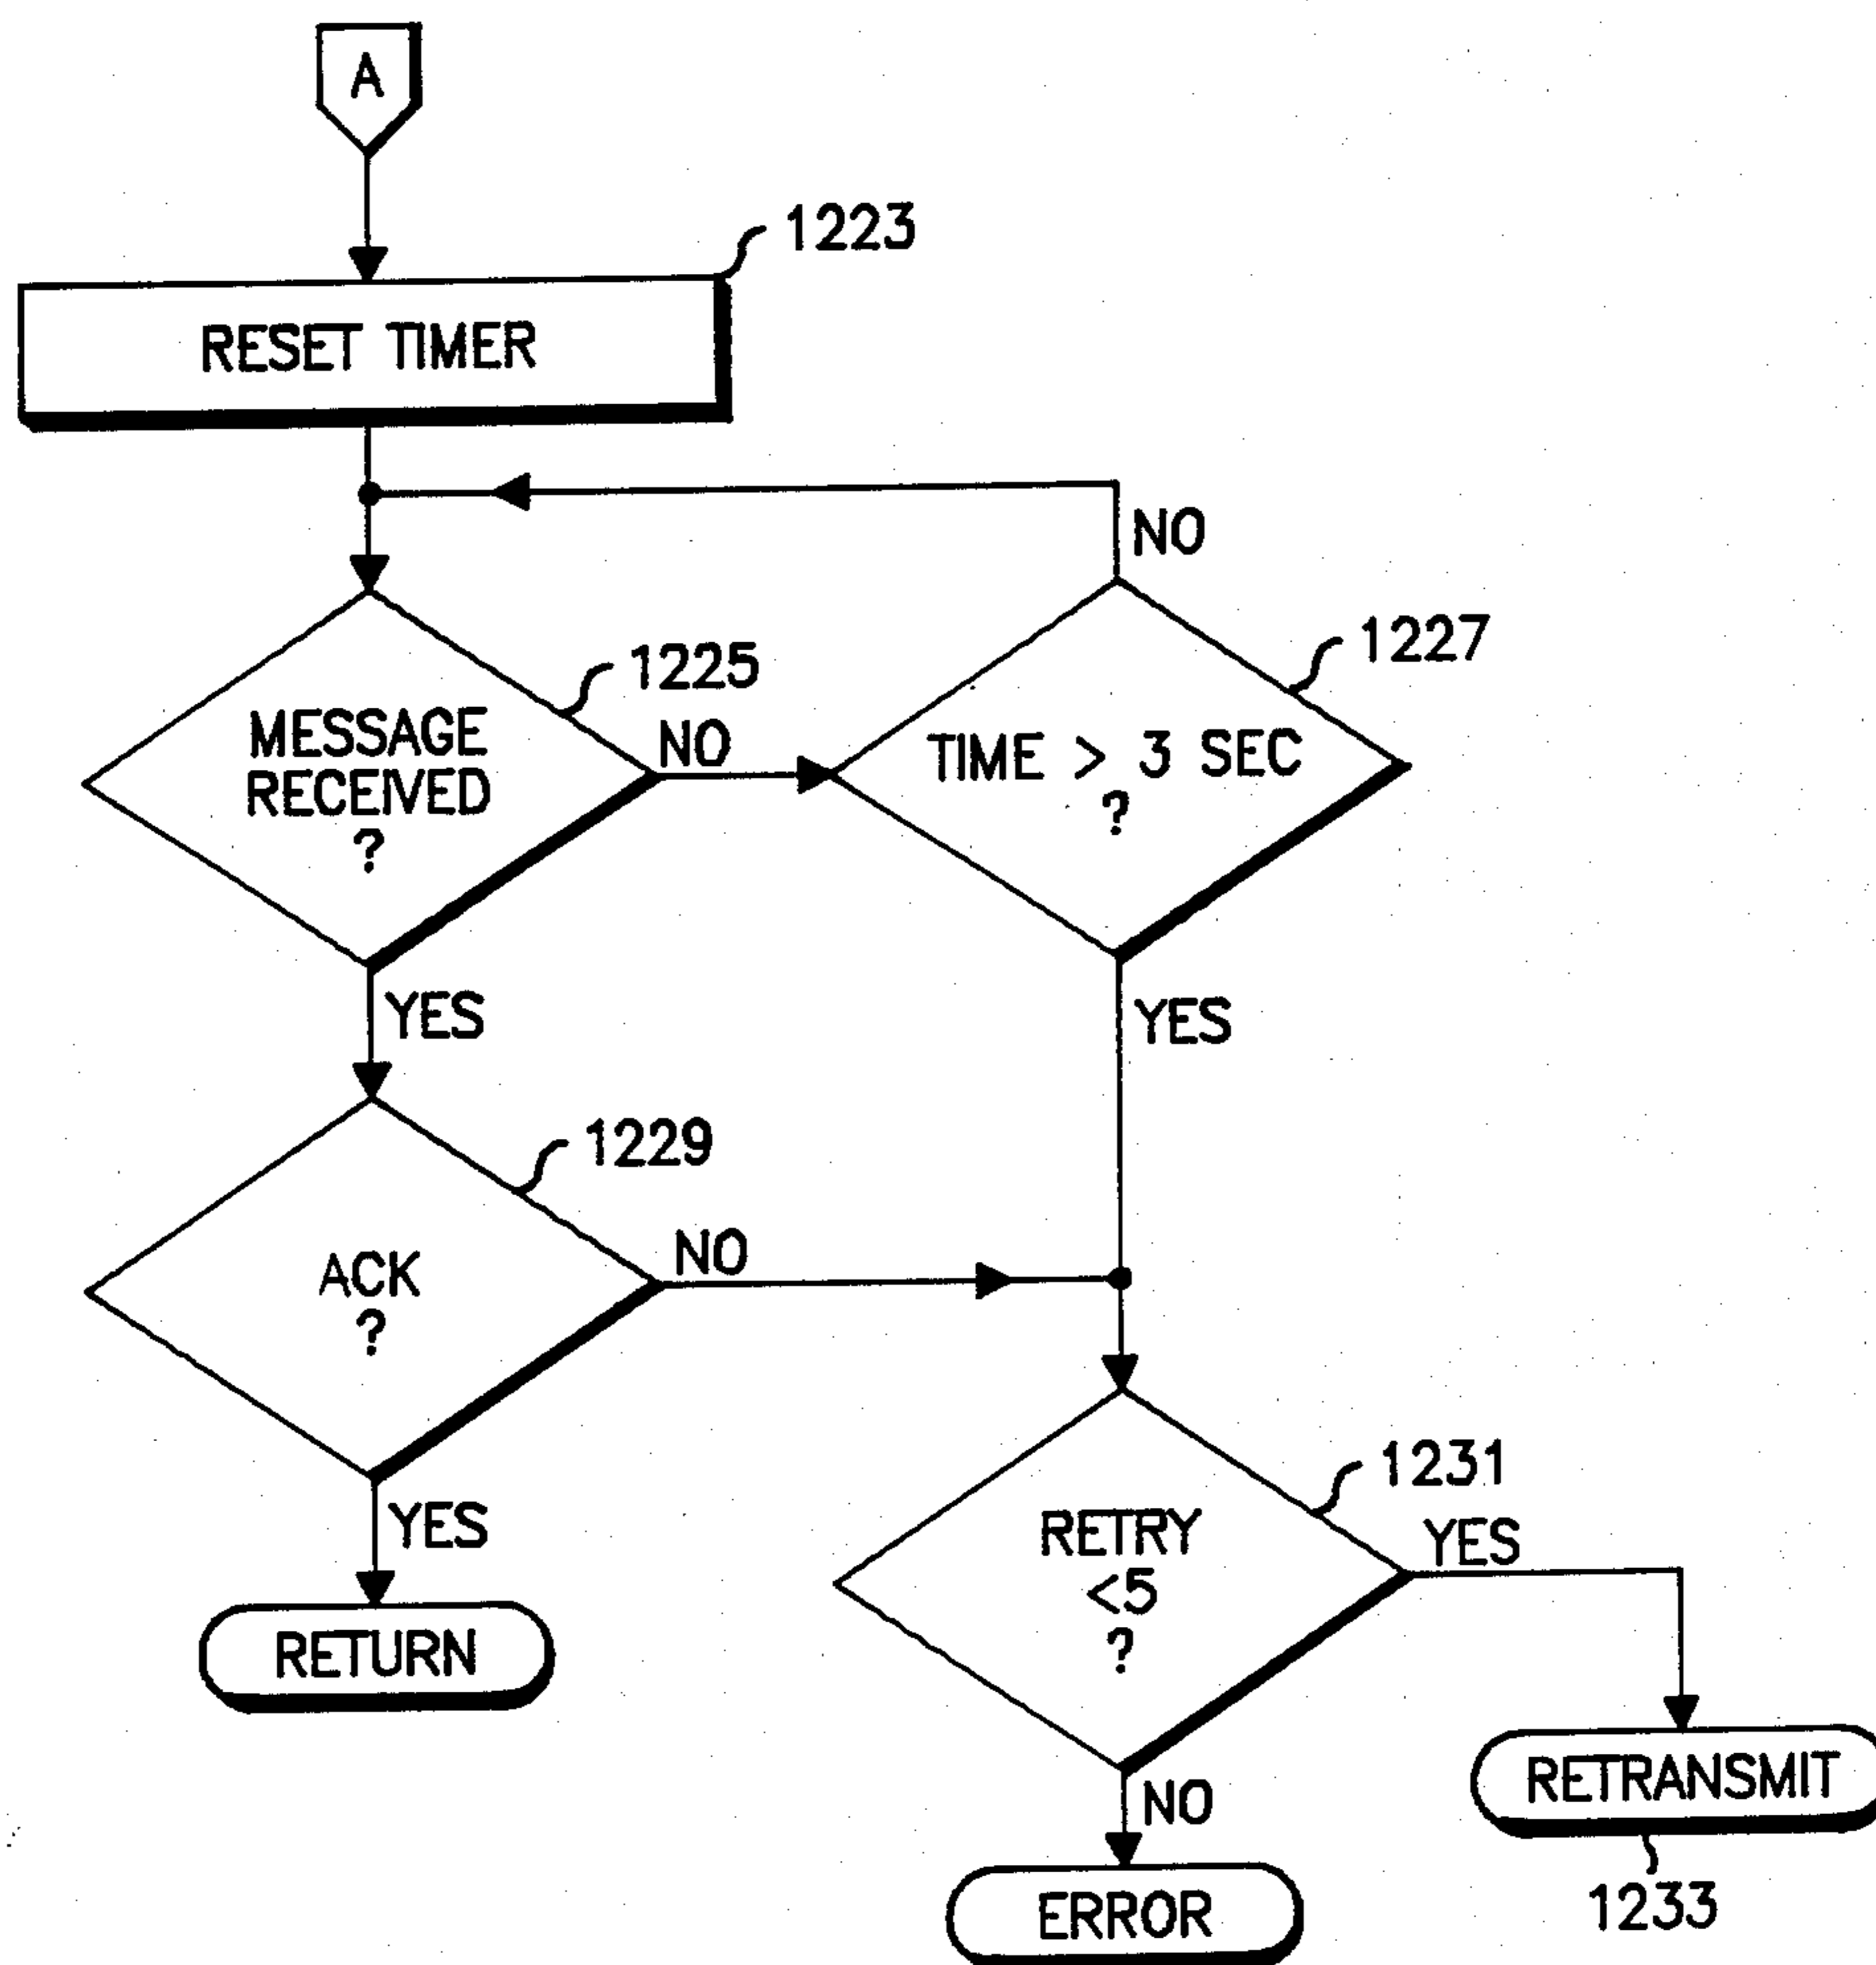 A
1223
RESET TIMER
NO
1225
1227
MESSAGE
RECEIVED
?
NO
TIME > 3 SEC
?
YES
YES
1229
ACK
?
NO
1231
RETRY
<5
?
YES
YES
RETURN
RETRANSMIT
1233
NO
ERROR